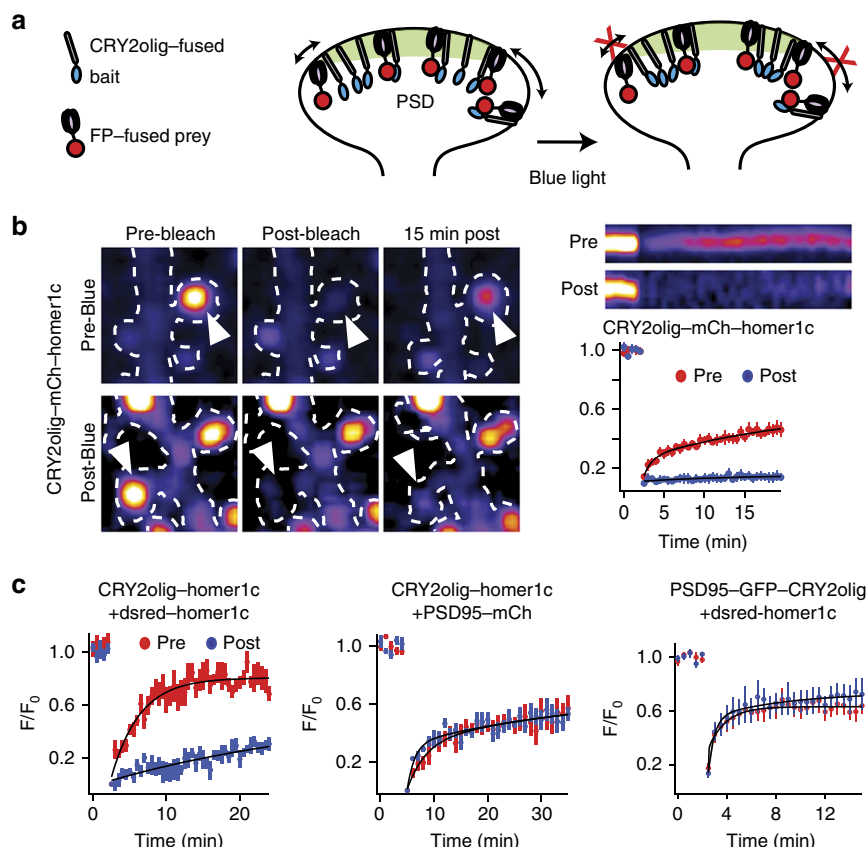 a
CRY2olig–fused
bait
FP–fused prey
PSD
Blue light
b
Pre-bleach
Post-bleach
15 min post
CRY2olig–mCh–homer1c
Pre-Blue
Post-Blue
Pre
Post
CRY2olig–mCh–homer1c
Pre
Post
1.0
0.6
0.2
0
5
10
15
Time (min)
c
CRY2olig–homer1c
+dsred–homer1c
Pre
Post
F/F0
1.0
0.6
0.2
0
10
20
Time (min)
CRY2olig–homer1c
+PSD95–mCh
F/F0
1.0
0.6
0.2
0
10
20
30
Time (min)
PSD95–GFP–CRY2olig
+dsred-homer1c
F/F0
1.0
0.6
0.2
0
4
8
12
Time (min)